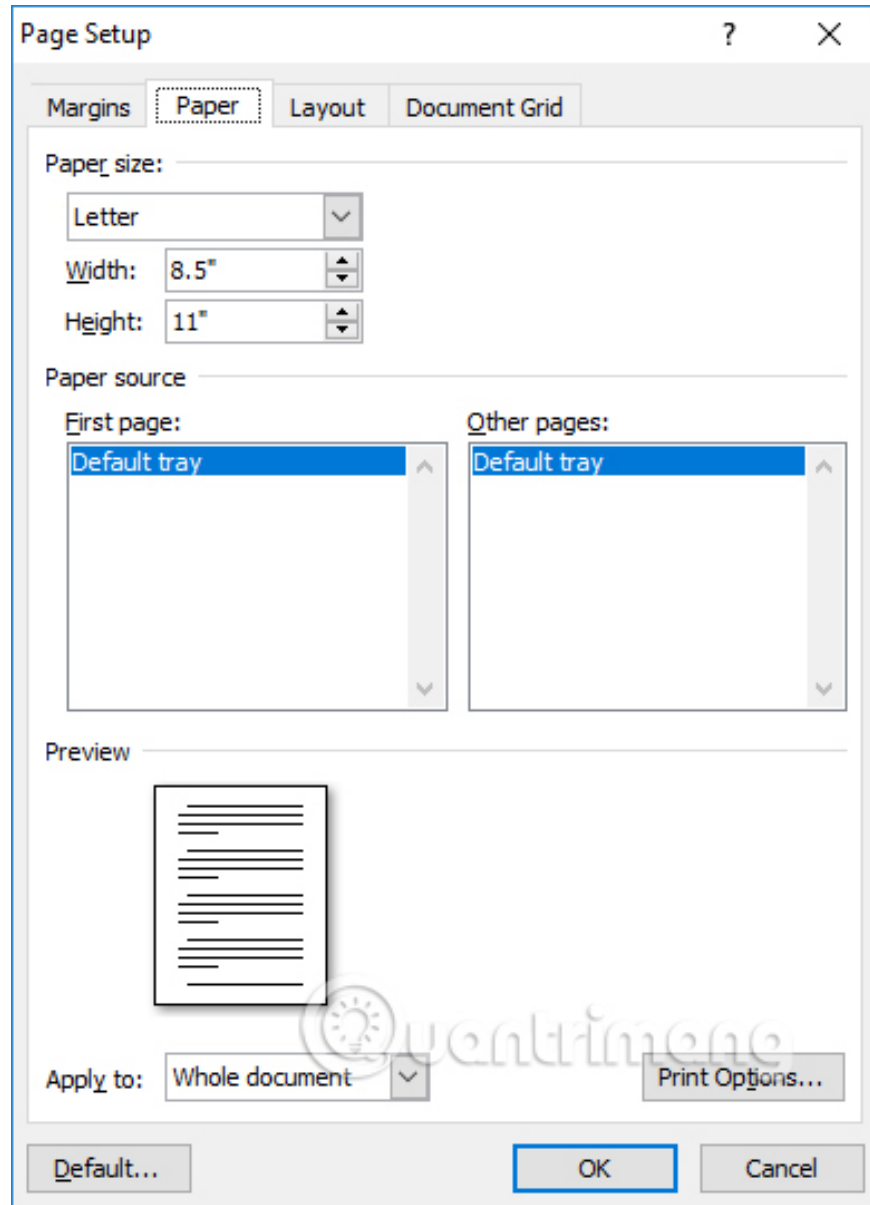 Page Setup
Margins Paper Layout Document Grid
Paper size:
Letter
Width: 8.5"
Height: 11"
Paper source
First page: Other pages:
Default tray Default tray
Preview
Quantrimang
Apply to: Whole document Print Options...
Default... OK Cancel